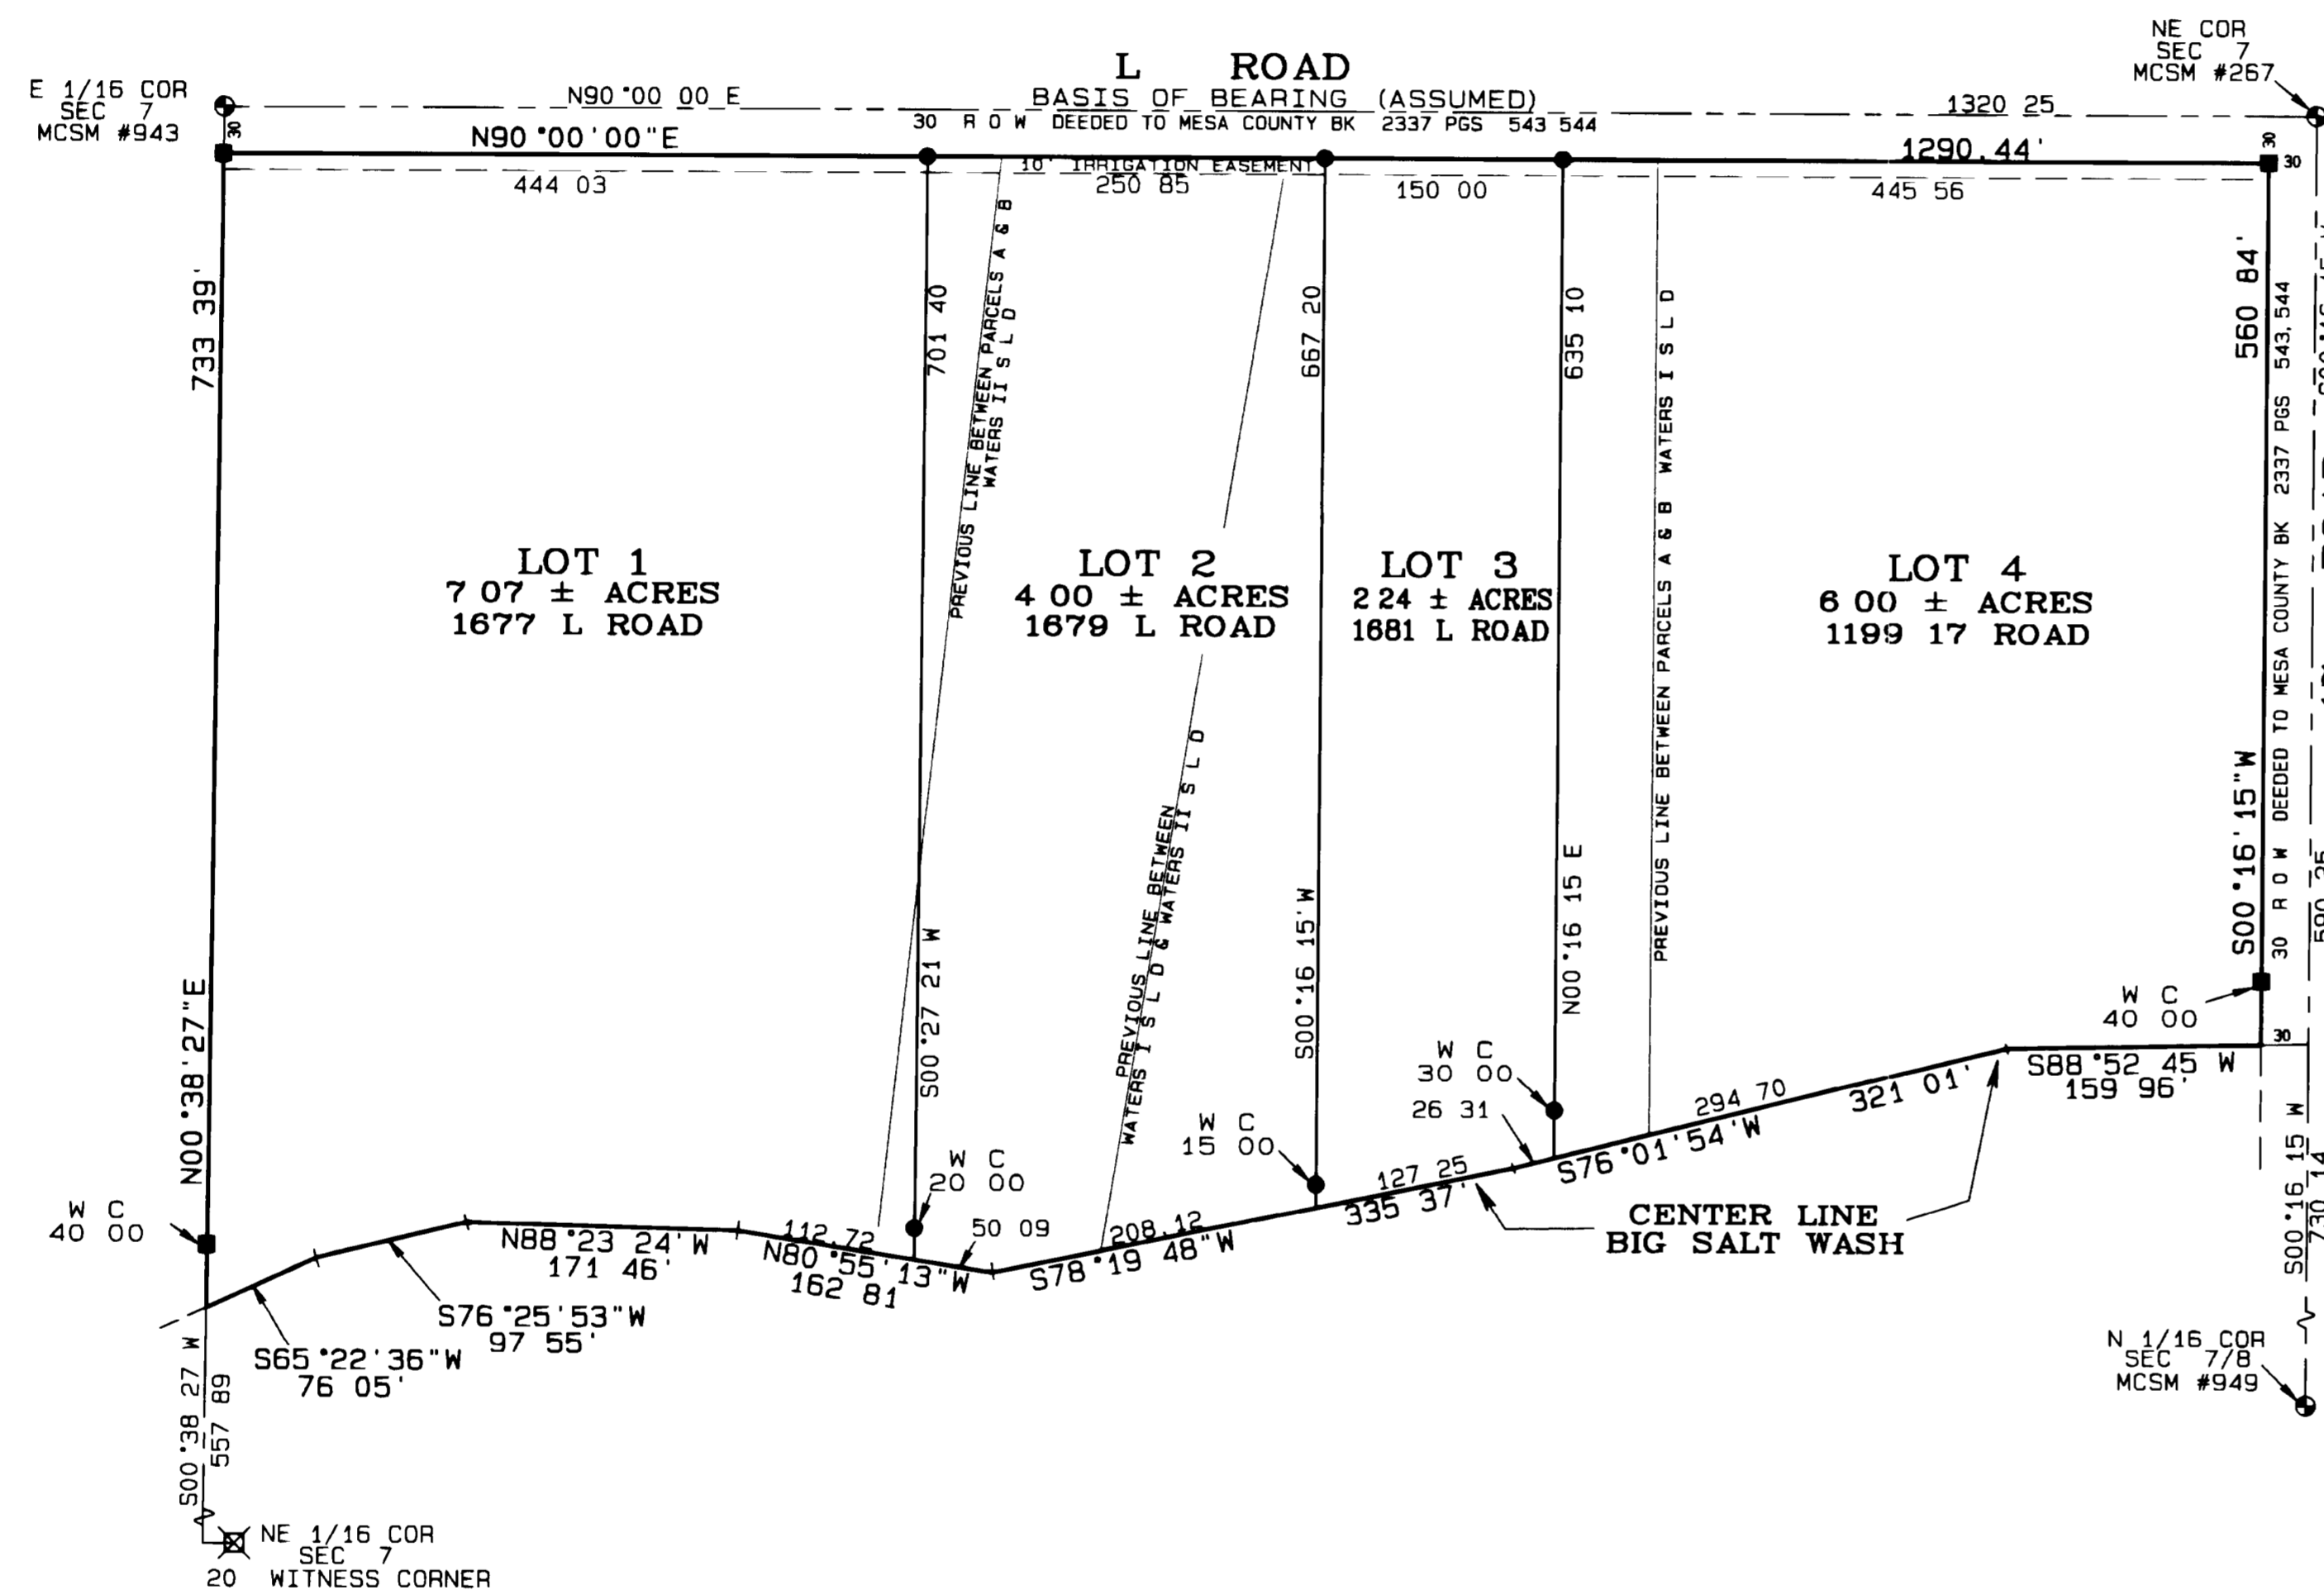 NE COR
SEC 7
MCSM #267
E 1/16 COR
SEC 7
MCSM #943
L ROAD
N90°00 00 E
BASIS OF BEARING (ASSUMED)
1320 25
30 R O W DEEDED TO MESA COUNTY BK 2337 PGS 543 544
30
N90°00'00"E
1290.44'
30
30
10' IRRIGATION EASEMENT
444 03
250 85
150 00
445 56
733 39'
N00°38'27"E
701 40
S00°27 21 W
PREVIOUS LINE BETWEEN PARCELS A & B
WATERS II S L D
PREVIOUS LINE BETWEEN
WATERS I S L D & WATERS II S L D
667 20
S00°16 15'W
635 10
N00°16 15 E
PREVIOUS LINE BETWEEN PARCELS A & B WATERS I S L D
560 84'
S00°16'15"W
30 R O W DEEDED TO MESA COUNTY BK 2337 PGS 543,544
LOT 1
7 07 ± ACRES
1677 L ROAD
LOT 2
4 00 ± ACRES
1679 L ROAD
LOT 3
2 24 ± ACRES
1681 L ROAD
LOT 4
6 00 ± ACRES
1199 17 ROAD
W C
40 00
30
S88°52 45 W
159 96'
W C
30 00
26 31
294 70
321 01'
S76°01'54'W
W C
15 00
127 25
335 37'
208.12
S78°19 48"W
W C
20 00
50 09
112.72
N80°55'13"W
162 81
N88°23 24'W
171 46'
W C
40 00
S76°25'53"W
97 55'
S65°22'36"W
76 05'
CENTER LINE
BIG SALT WASH
S00°16 15 W
730 14
N 1/16 COR
SEC 7/8
MCSM #949
S00°38 27 W
557 89
NE 1/16 COR
SEC 7
20 WITNESS CORNER